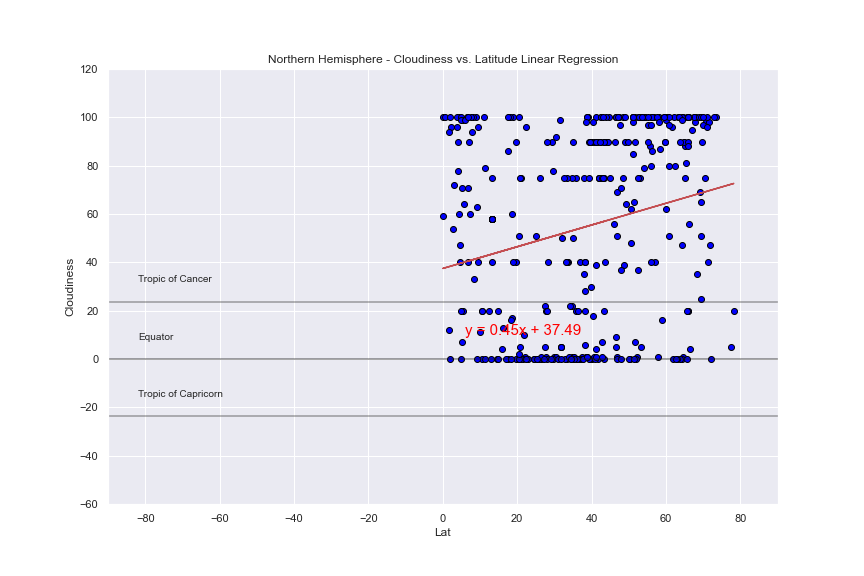 Northern Hemisphere - Cloudiness vs. Latitude Linear Regression
120
100
80
60
40
20
0
−20
−40
−60
Cloudiness
Tropic of Cancer
Equator
Tropic of Capricorn
y = 0.45x + 37.49
−80
−60
−40
−20
0
20
40
60
80
Lat